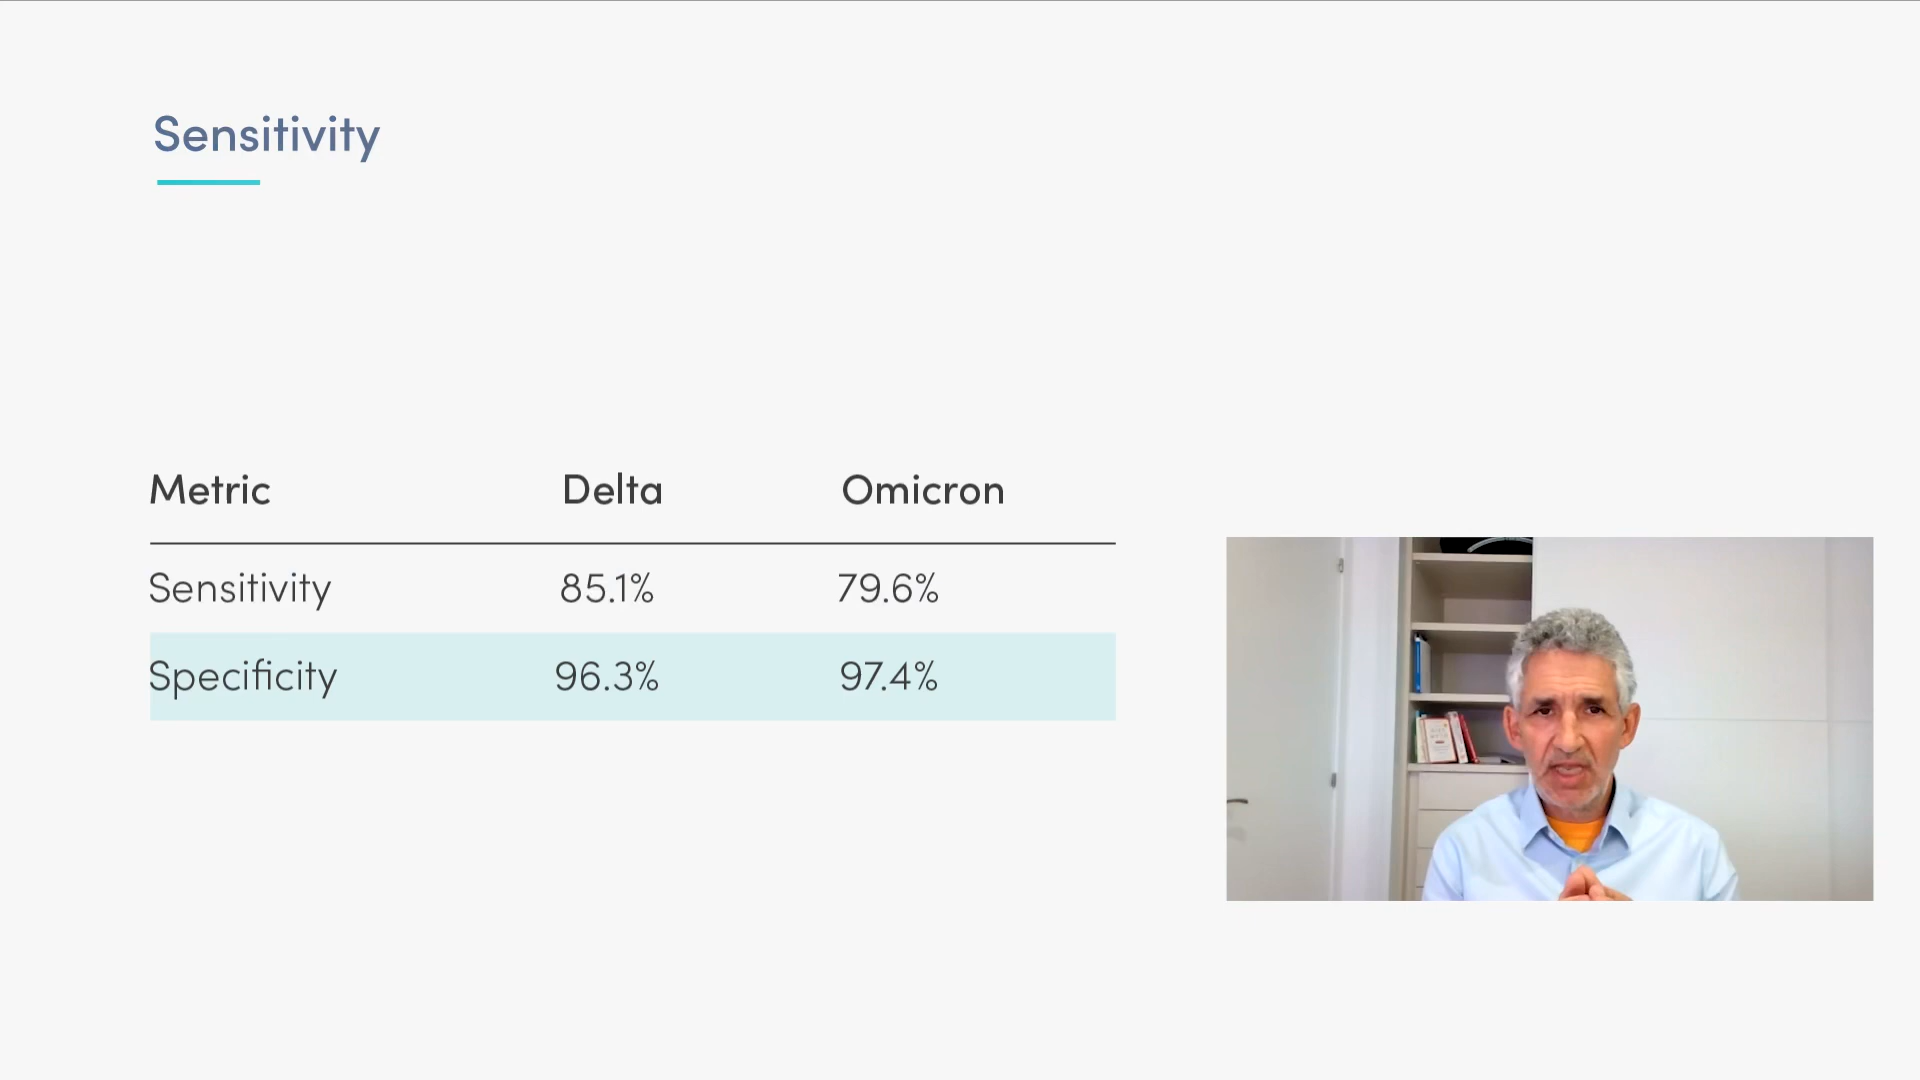 Sensitivity
Metric Delta Omicron
Sensitivity 85.1% 79.6%
Specificity 96.3% 97.4%